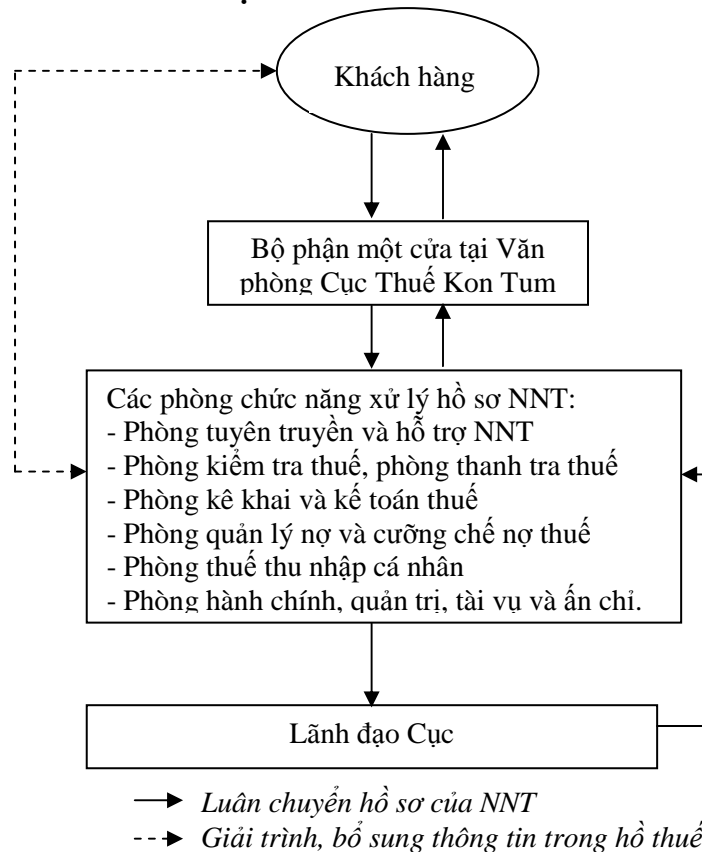 Khách hàng
Bộ phận một cửa tại Văn
phòng Cục Thuế Kon Tum
Các phòng chức năng xử lý hồ sơ NNT:
- Phòng tuyên truyền và hỗ trợ NNT
- Phòng kiểm tra thuế, phòng thanh tra thuế
- Phòng kê khai và kế toán thuế
- Phòng quản lý nợ và cưỡng chế nợ thuế
- Phòng thuế thu nhập cá nhân
- Phòng hành chính, quản trị, tài vụ và ấn chỉ.
Lãnh đạo Cục
Luân chuyển hồ sơ của NNT
Giải trình, bổ sung thông tin trong hồ thuế